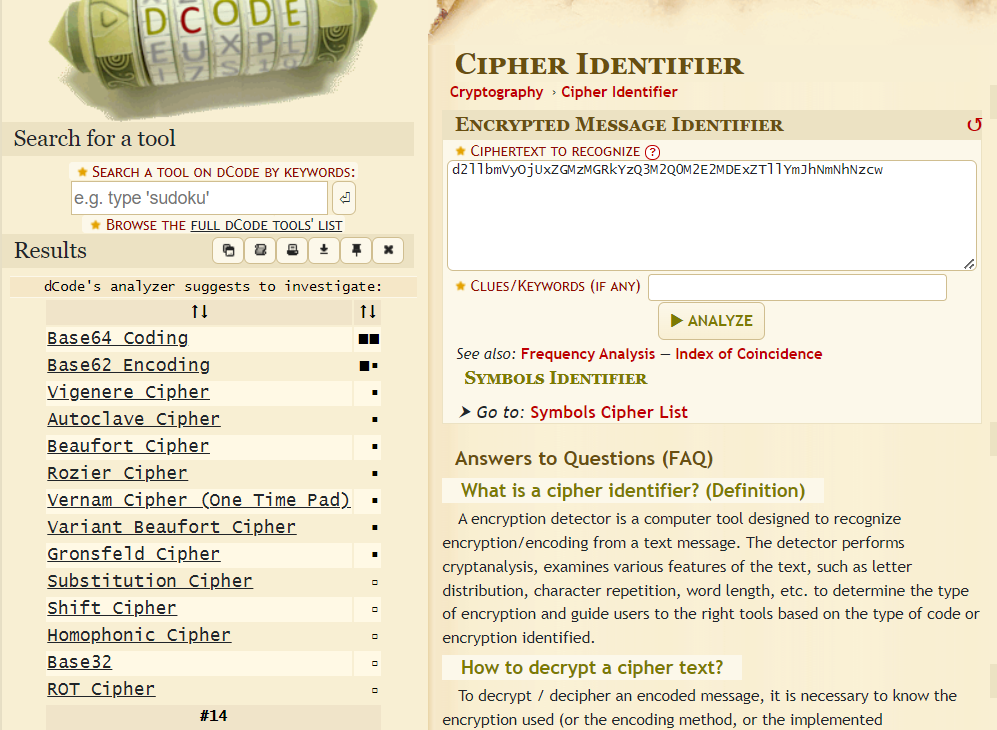 DCODE
EUXPL
Search for a tool
★ Search a tool on dCode by keywords:
e.g. type 'sudoku'
★ Browse the full dCode tools' list
Results
dCode's analyzer suggests to investigate:
↑↓ ↑↓
Base64 Coding
Base62 Encoding
Vigenere Cipher
Autoclave Cipher
Beaufort Cipher
Rozier Cipher
Vernam Cipher (One Time Pad)
Variant Beaufort Cipher
Gronsfeld Cipher
Substitution Cipher
Shift Cipher
Homophonic Cipher
Base32
ROT Cipher
#14
Cipher Identifier
Cryptography › Cipher Identifier
Encrypted Message Identifier
★ Ciphertext to recognize ?
d2llbmVyOjUxZGMzMGRkYzQ3M2Q0M2E2MDExZTllYmJhNmNhNzcw
★ Clues/Keywords (if any)
▶ ANALYZE
See also: Frequency Analysis — Index of Coincidence
Symbols Identifier
➤ Go to: Symbols Cipher List
Answers to Questions (FAQ)
What is a cipher identifier? (Definition)
A encryption detector is a computer tool designed to recognize
encryption/encoding from a text message. The detector performs
cryptanalysis, examines various features of the text, such as letter
distribution, character repetition, word length, etc. to determine the type
of encryption and guide users to the right tools based on the type of code or
encryption identified.
How to decrypt a cipher text?
To decrypt / decipher an encoded message, it is necessary to know the
encryption used (or the encoding method, or the implemented